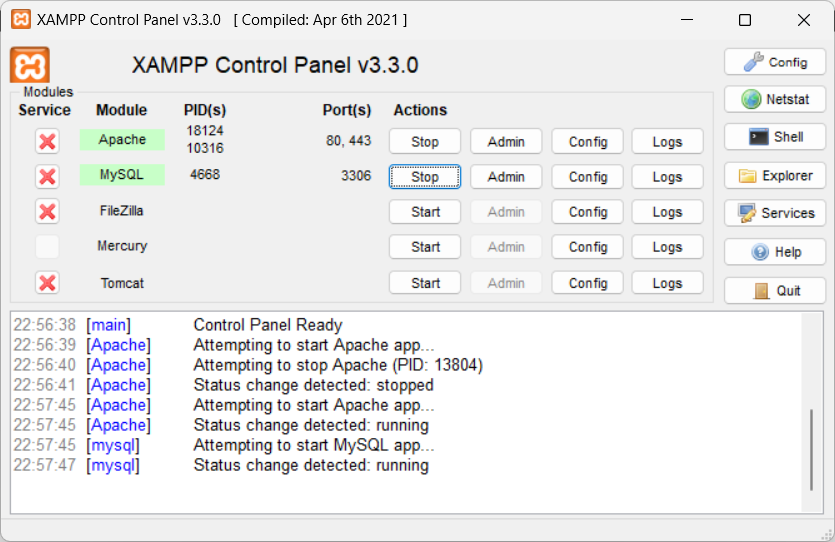 XAMPP Control Panel v3.3.0 [ Compiled: Apr 6th 2021 ]
XAMPP Control Panel v3.3.0
Config
Modules
Service Module PID(s) Port(s) Actions
Netstat
Apache 18124 10316 80, 443 Stop Admin Config Logs
Shell
MySQL 4668 3306 Stop Admin Config Logs
Explorer
FileZilla Start Admin Config Logs
Services
Mercury Start Admin Config Logs
Help
Tomcat Start Admin Config Logs
Quit
22:56:38 [main] Control Panel Ready
22:56:39 [Apache] Attempting to start Apache app...
22:56:40 [Apache] Attempting to stop Apache (PID: 13804)
22:56:41 [Apache] Status change detected: stopped
22:57:45 [Apache] Attempting to start Apache app...
22:57:45 [Apache] Status change detected: running
22:57:45 [mysql] Attempting to start MySQL app...
22:57:47 [mysql] Status change detected: running